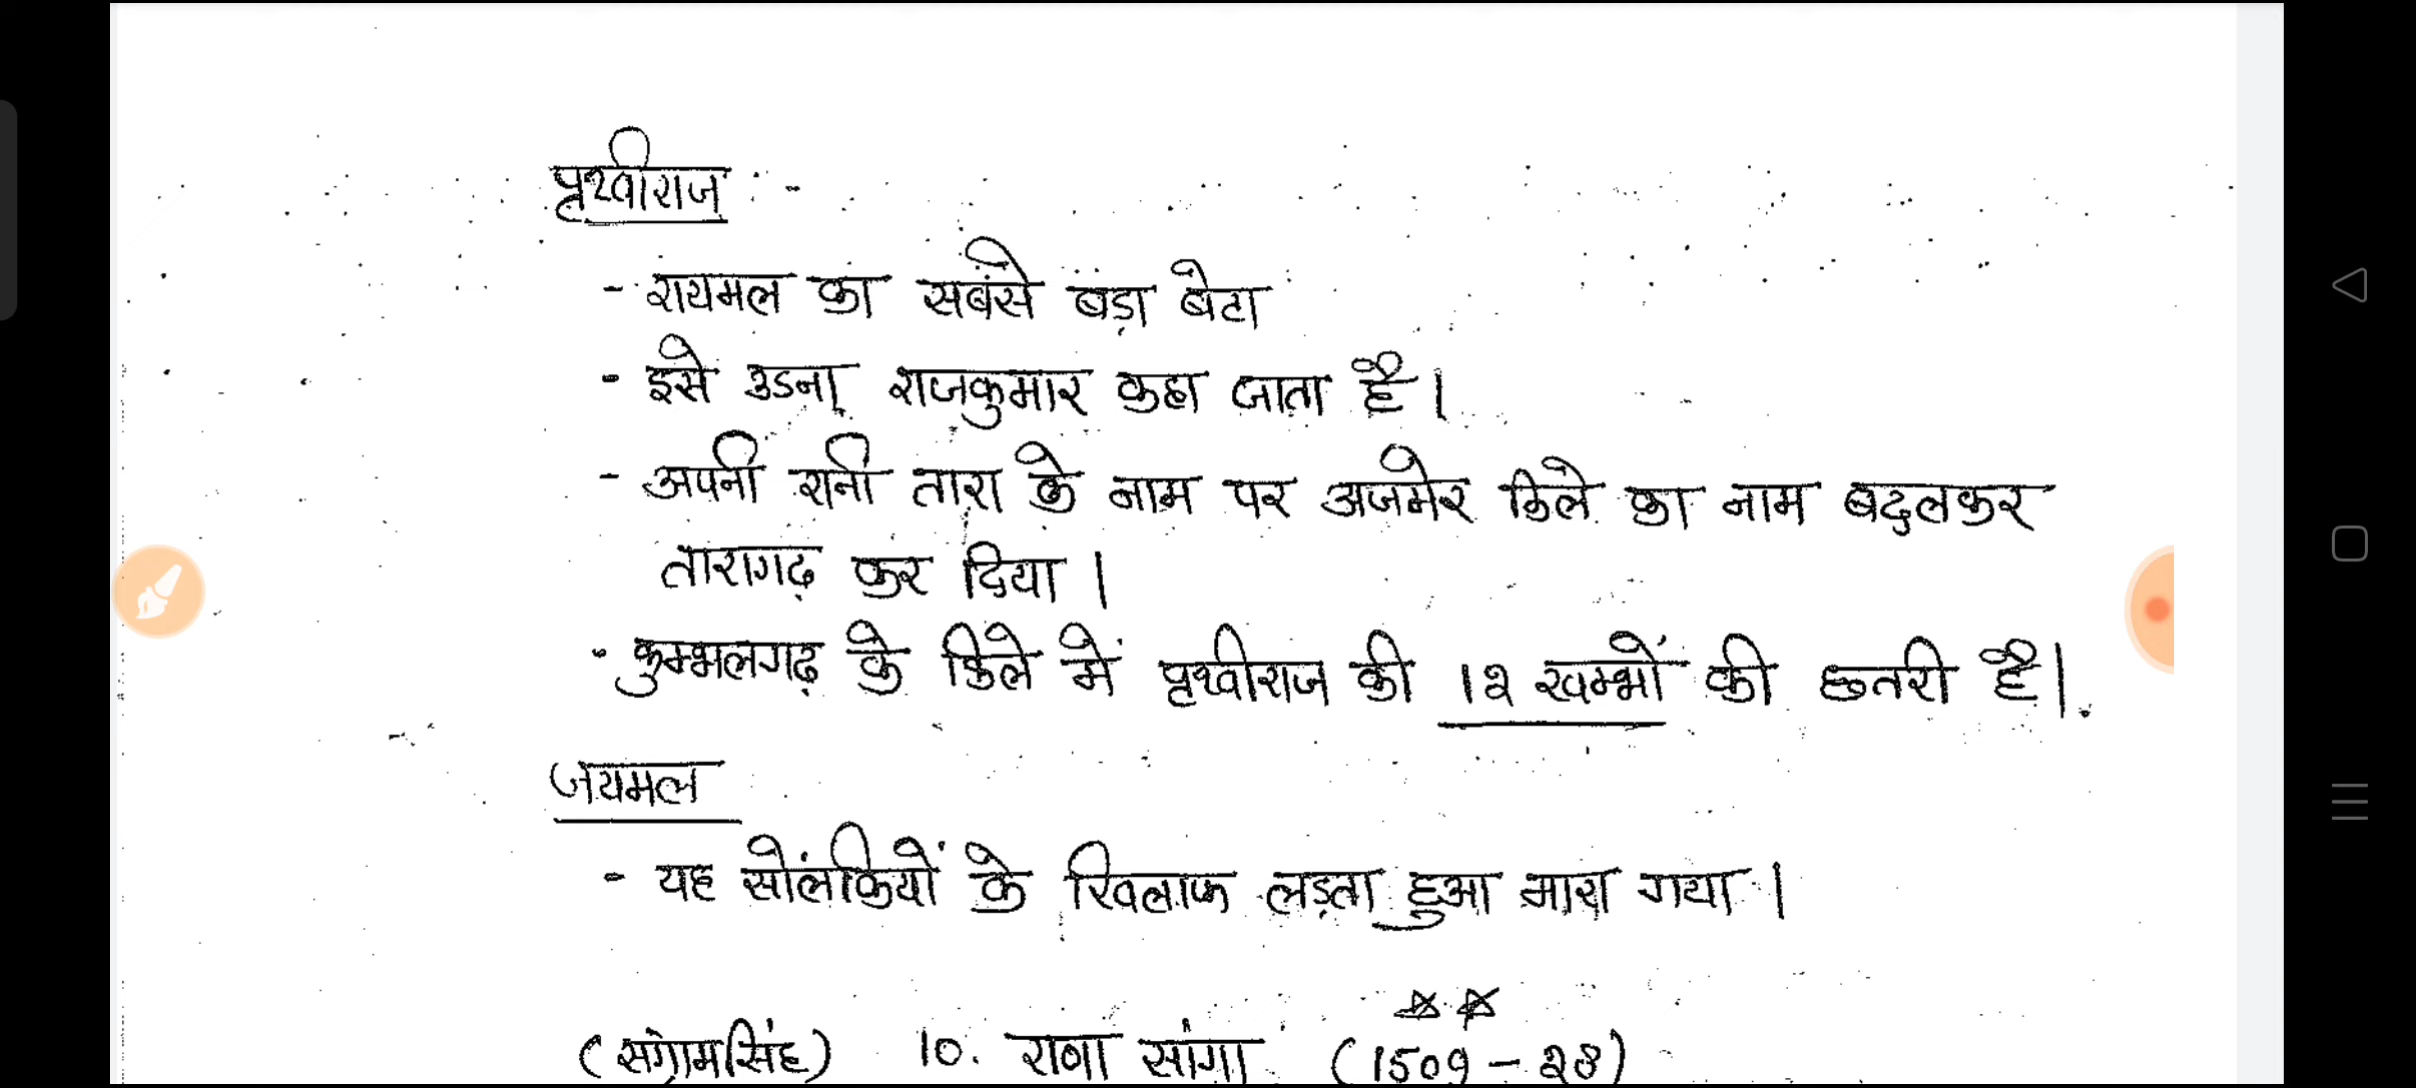 पृथ्वीराज :-
- रायमल का सबसे बड़ा बेटा
- इसे उडना राजकुमार कहा जाता है।
- अपनी रानी तारा के नाम पर अजमेर किले का नाम बदलकर
तारागढ़ कर दिया।
- कुम्भलगढ़ के किले में पृथ्वीराज की 12 खम्भों की छतरी है।
जयमल
- यह सोलंकियों के खिलाफ लड़ता हुआ मारा गया।
(संग्रामसिंह) 10. राणा सांगा (1509-28)